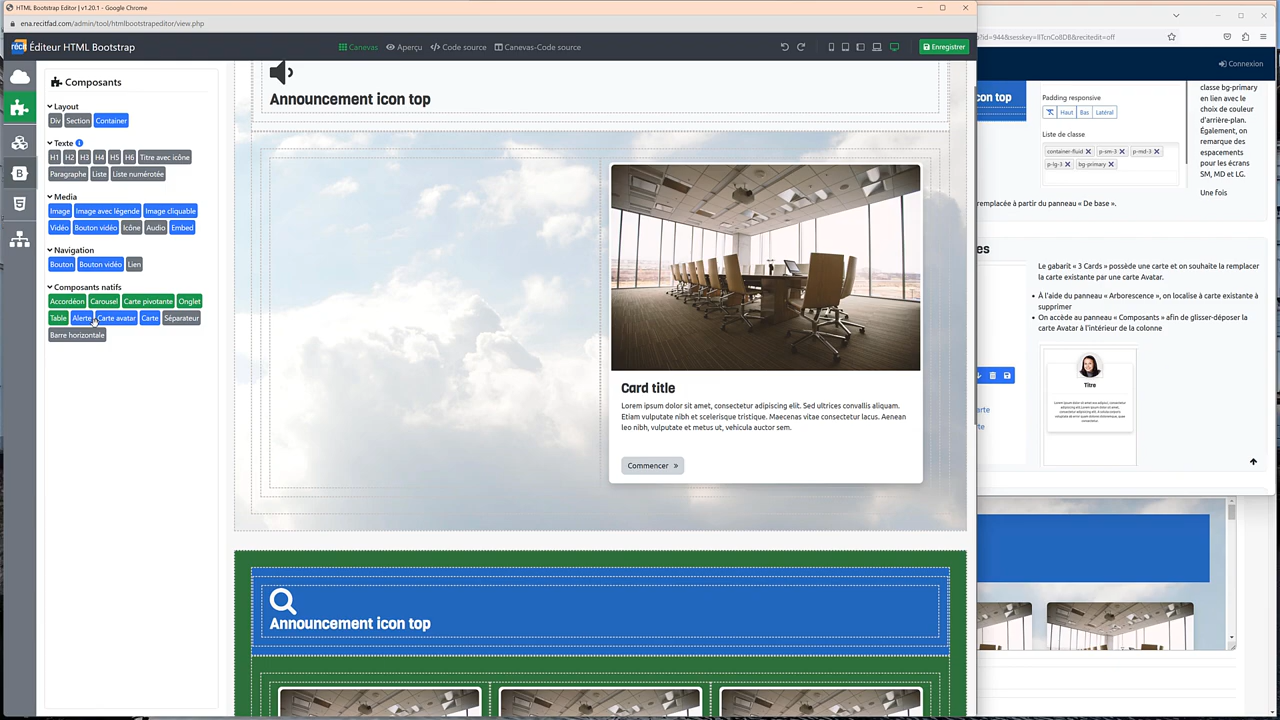 HTML Bootstrap Editor | v1.20.1 - Google Chrome
ena.recitfad.com/admin/tool/htmlbootstrapeditor/view.php
récit Éditeur HTML Bootstrap
Canevas Aperçu Code source Canevas-Code source
Enregistrer
Composants
Layout
Div Section Container
Texte
H1 H2 H3 H4 H5 H6 Titre avec icône
Paragraphe Liste Liste numérotée
Media
Image Image avec légende Image cliquable
Vidéo Bouton vidéo Icône Audio Embed
Navigation
Bouton Bouton vidéo Lien
Composants natifs
Accordéon Carousel Carte pivotante Onglet
Table Alerte Carte avatar Carte Séparateur
Barre horizontale
Announcement icon top
Card title
Lorem ipsum dolor sit amet, consectetur adipiscing elit. Sed ultrices convallis aliquam.
Etiam vulputate nibh et scelerisque tristique. Maecenas vitae consectetur lacus. Aenean
leo nibh, vulputate et metus ut, vehicula auctor sem.
Commencer »
Announcement icon top
Connexion
con top
Padding responsive
Haut Bas Latéral
Liste de classe
container-fluid p-sm-3 p-md-3
p-lg-3 bg-primary
classe bg-primary
en lien avec le
choix de couleur
d'arrière-plan.
Également, on
remarque des
espacements
pour les écrans
SM, MD et LG.
Une fois
remplacée à partir du panneau « De base ».
es
Le gabarit « 3 Cards » possède une carte et on souhaite la remplacer
la carte existante par une carte Avatar.
À l'aide du panneau « Arborescence », on localise à carte existante à
supprimer
On accède au panneau « Composants » afin de glisser-déposer la
carte Avatar à l'intérieur de la colonne
Titre